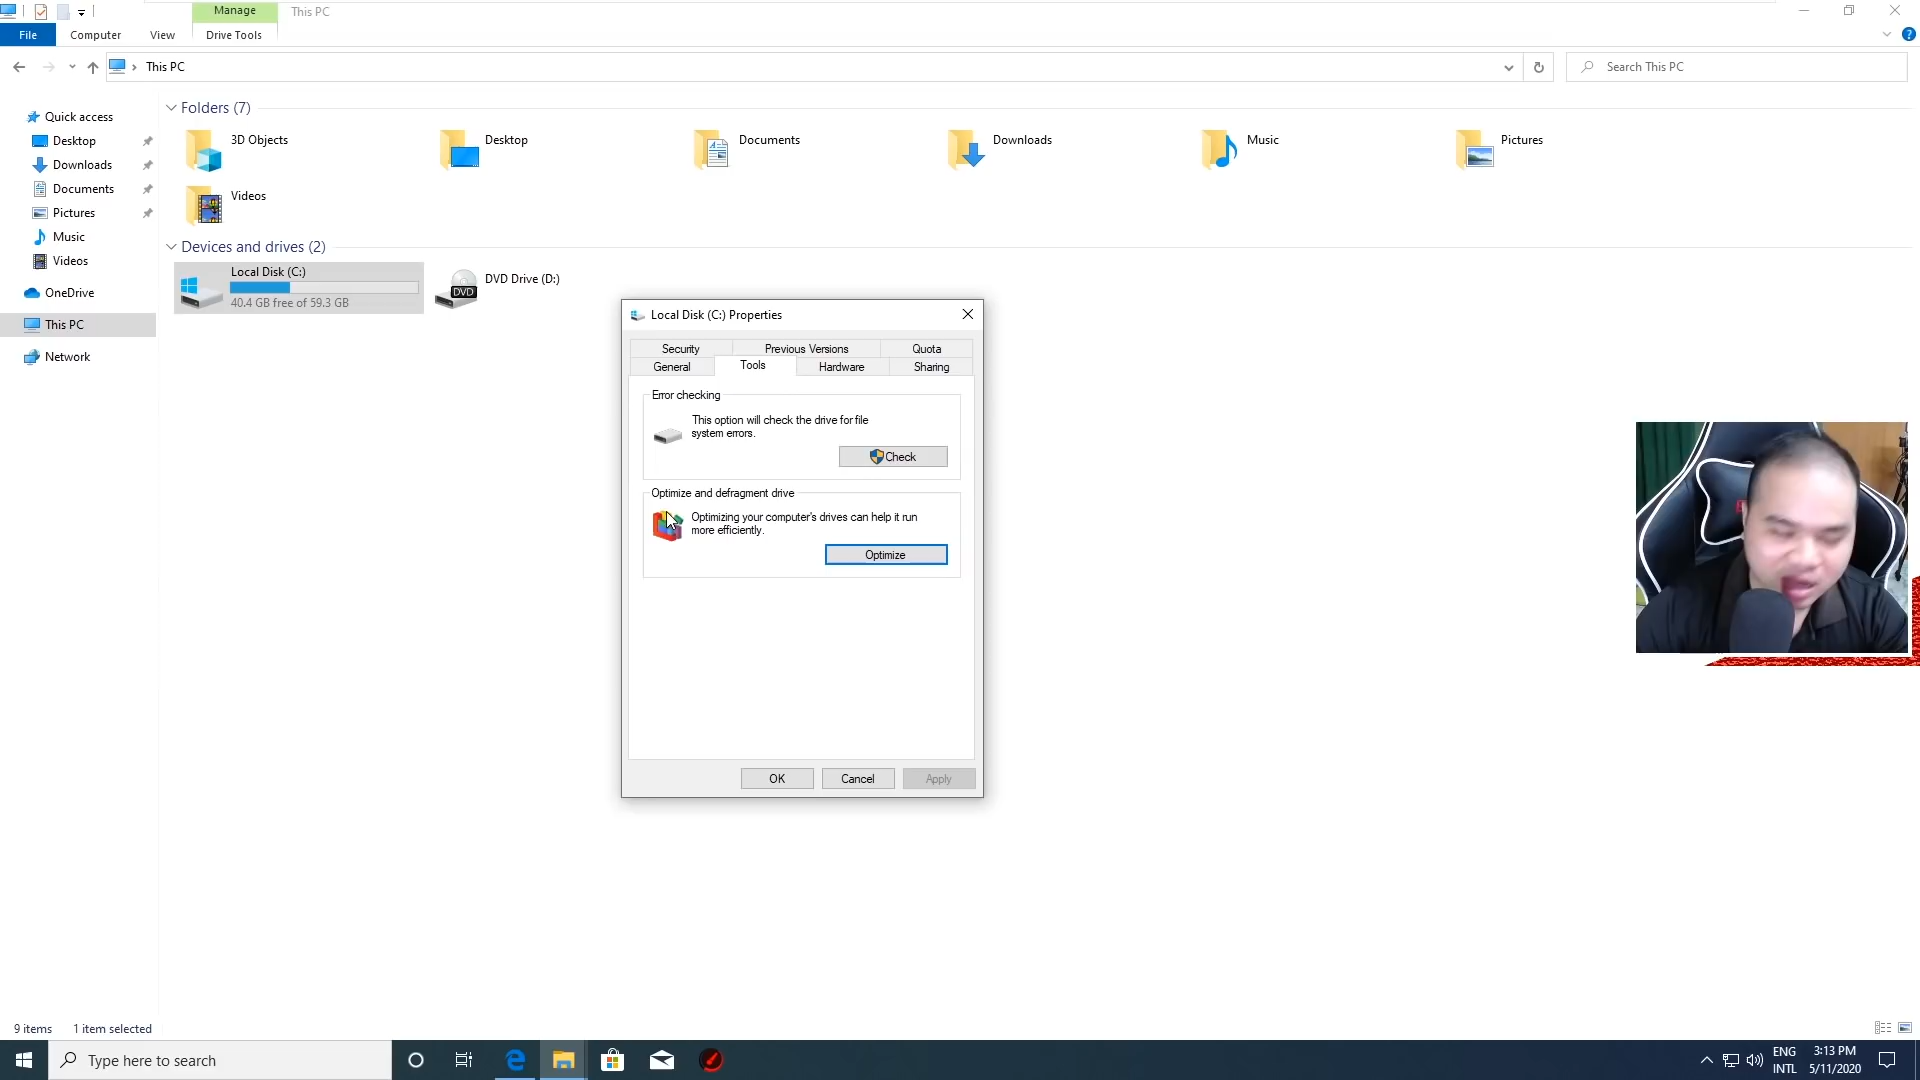 Manage
This PC
File
Computer
View
Drive Tools
This PC
Search This PC
Quick access
Desktop
Downloads
Documents
Pictures
Music
Videos
OneDrive
This PC
Network
Folders (7)
3D Objects
Desktop
Documents
Downloads
Music
Pictures
Videos
Devices and drives (2)
Local Disk (C:)
40.4 GB free of 59.3 GB
DVD
DVD Drive (D:)
Local Disk (C:) Properties
Security
Previous Versions
Quota
General
Tools
Hardware
Sharing
Error checking
This option will check the drive for file
system errors.
Check
Optimize and defragment drive
Optimizing your computer's drives can help it run
more efficiently.
Optimize
OK
Cancel
Apply
9 items
1 item selected
Type here to search
ENG
INTL
3:13 PM
5/11/2020